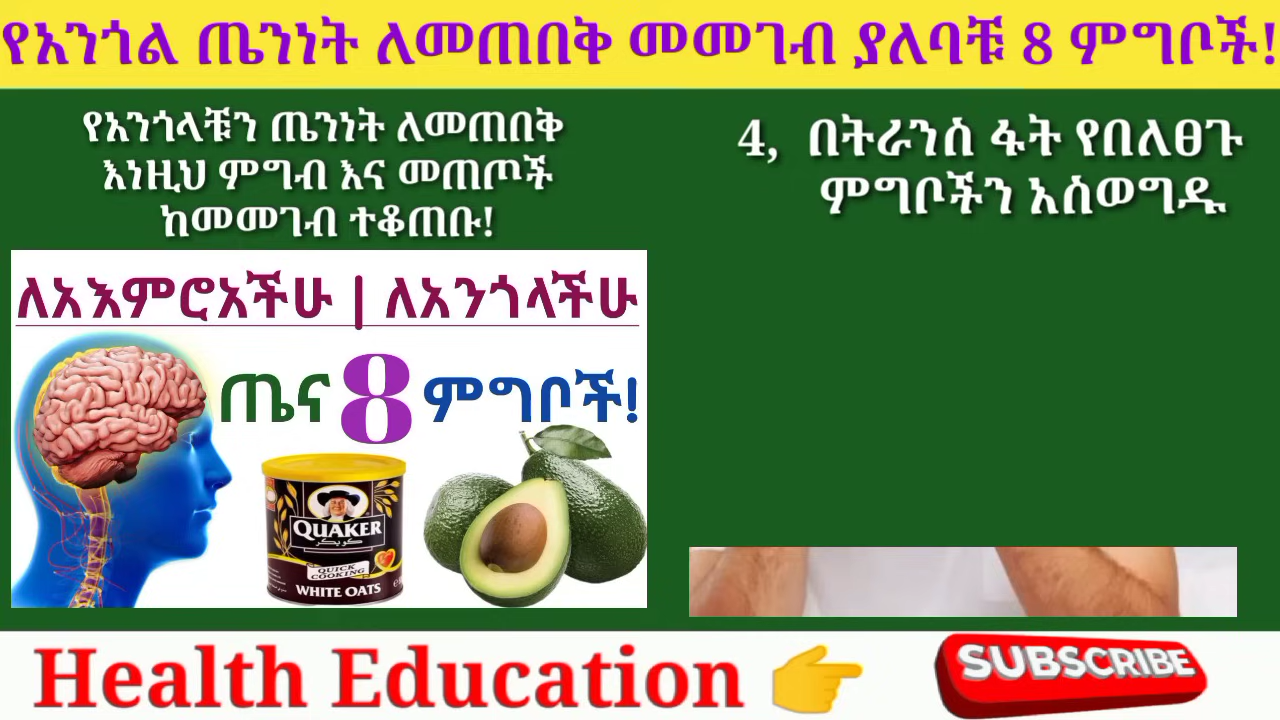 የአንጎል ጤንነት ለመጠበቅ መመገብ ያለባቹ 8 ምግቦች!
የአንጎላቹን ጤንነት ለመጠበቅ
እነዚህ ምግብ እና መጠጦች
ከመመገብ ተቆጠቡ!
4, በትራንስ ፋት የበለፀጉ
ምግቦችን አስወግዱ
ለአእምሮአችሁ | ለአንጎላችሁ
ጤና 8 ምግቦች!
QUAKER
كويكر
QUICK
COOKING
WHITE OATS
Health Education 👉
SUBSCRIBE